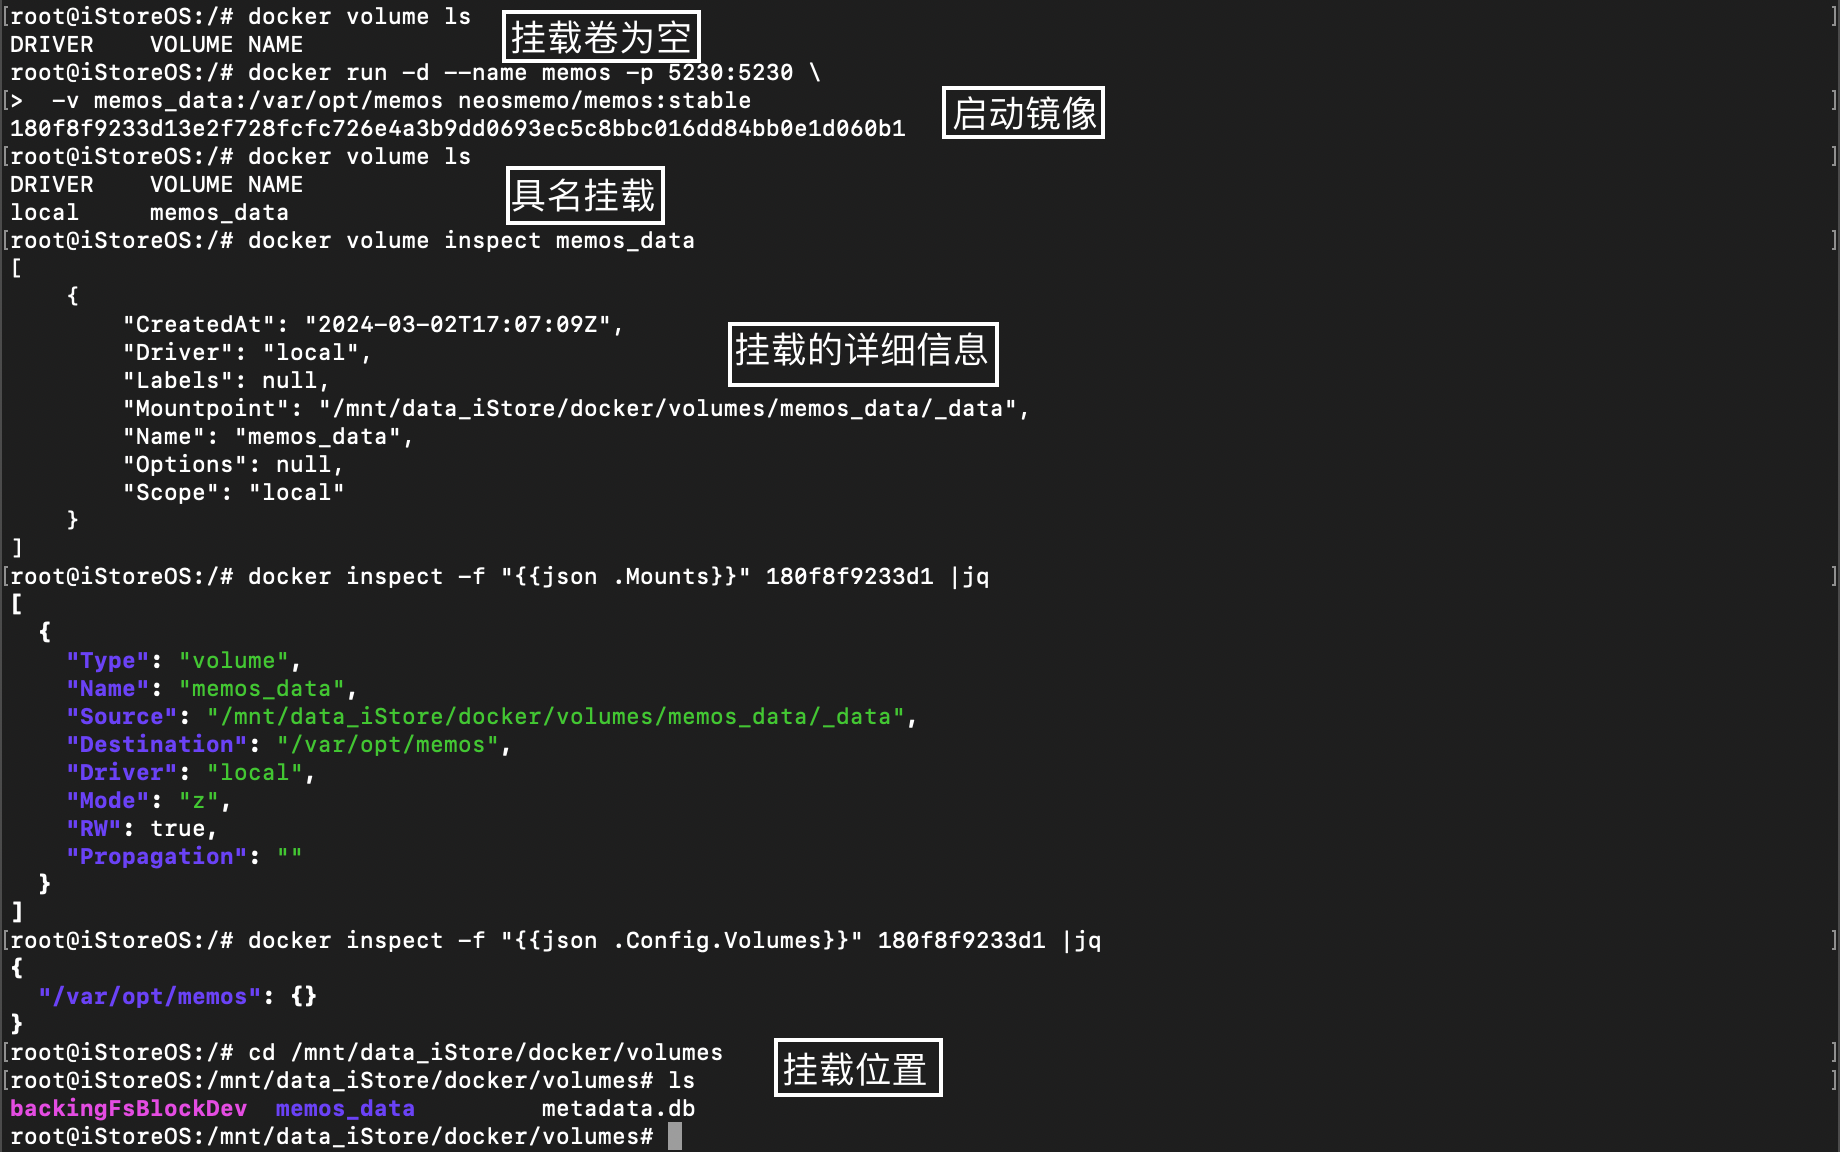 [root@iStoreOS:/# docker volume ls ]
挂载卷为空
DRIVER    VOLUME NAME
root@iStoreOS:/# docker run -d --name memos -p 5230:5230 \
[>  -v memos_data:/var/opt/memos neosmemo/memos:stable ]
启动镜像
180f8f9233d13e2f728fcfc726e4a3b9dd0693ec5c8bbc016dd84bb0e1d060b1
[root@iStoreOS:/# docker volume ls ]
DRIVER    VOLUME NAME
具名挂载
local     memos_data
[root@iStoreOS:/# docker volume inspect memos_data ]
[
    {
        "CreatedAt": "2024-03-02T17:07:09Z",
挂载的详细信息
        "Driver": "local",
        "Labels": null,
        "Mountpoint": "/mnt/data_iStore/docker/volumes/memos_data/_data",
        "Name": "memos_data",
        "Options": null,
        "Scope": "local"
    }
]
[root@iStoreOS:/# docker inspect -f "{{json .Mounts}}" 180f8f9233d1 |jq ]
[
  {
    "Type": "volume",
    "Name": "memos_data",
    "Source": "/mnt/data_iStore/docker/volumes/memos_data/_data",
    "Destination": "/var/opt/memos",
    "Driver": "local",
    "Mode": "z",
    "RW": true,
    "Propagation": ""
  }
]
[root@iStoreOS:/# docker inspect -f "{{json .Config.Volumes}}" 180f8f9233d1 |jq ]
{
  "/var/opt/memos": {}
}
[root@iStoreOS:/# cd /mnt/data_iStore/docker/volumes ]
挂载位置
[root@iStoreOS:/mnt/data_iStore/docker/volumes# ls ]
backingFsBlockDev  memos_data         metadata.db
root@iStoreOS:/mnt/data_iStore/docker/volumes#